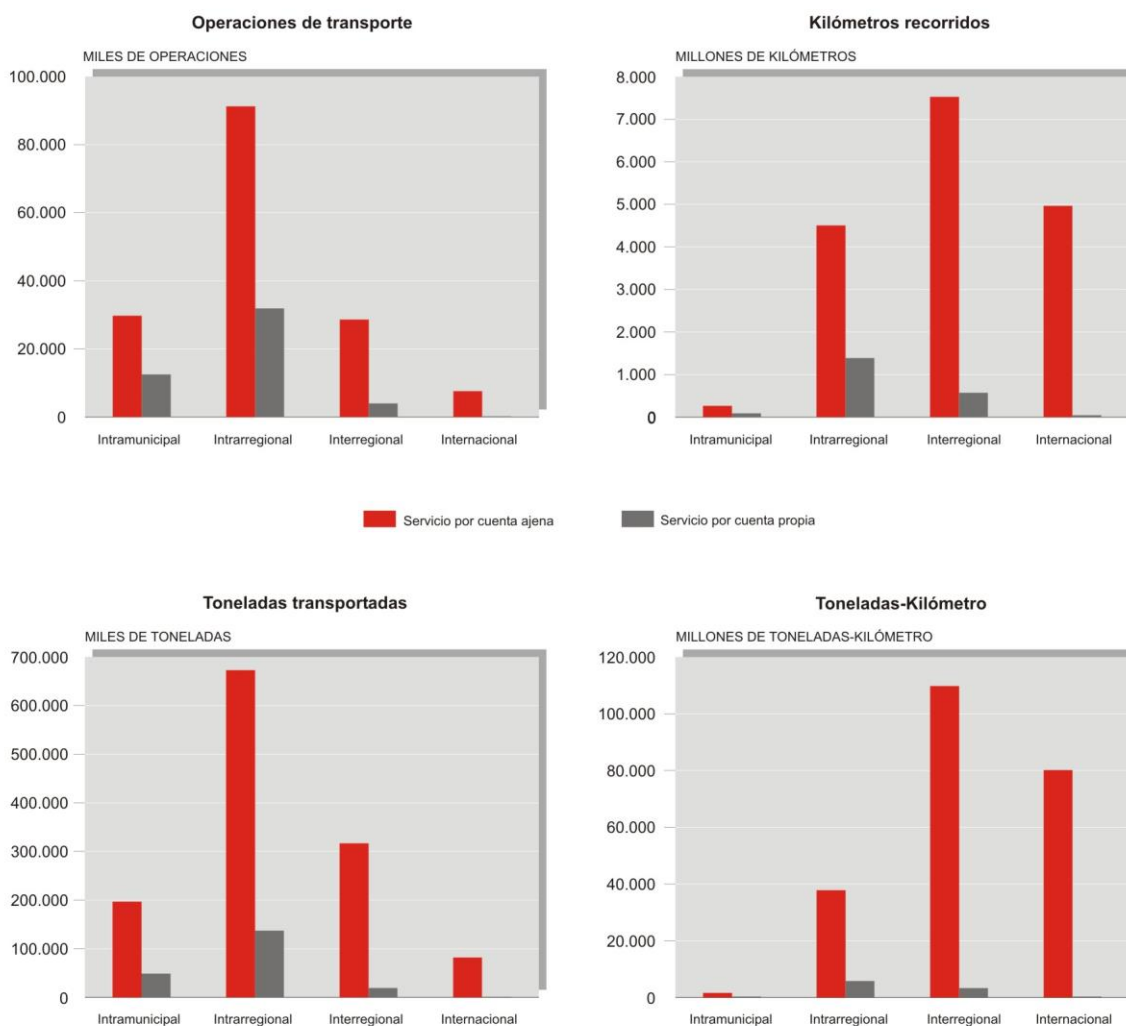 Operaciones de transporte
MILES DE OPERACIONES
100.000
80.000
60.000
40.000
20.000
0
Intramunicipal Intrarregional Interregional Internacional
Kilómetros recorridos
MILLONES DE KILÓMETROS
8.000
7.000
6.000
5.000
4.000
3.000
2.000
1.000
0
Intramunicipal Intrarregional Interregional Internacional
Servicio por cuenta ajena Servicio por cuenta propia
Toneladas transportadas
MILES DE TONELADAS
700.000
600.000
500.000
400.000
300.000
200.000
100.000
0
Intramunicipal Intrarregional Interregional Internacional
Toneladas-Kilómetro
MILLONES DE TONELADAS-KILÓMETRO
120.000
100.000
80.000
60.000
40.000
20.000
0
Intramunicipal Intrarregional Interregional Internacional